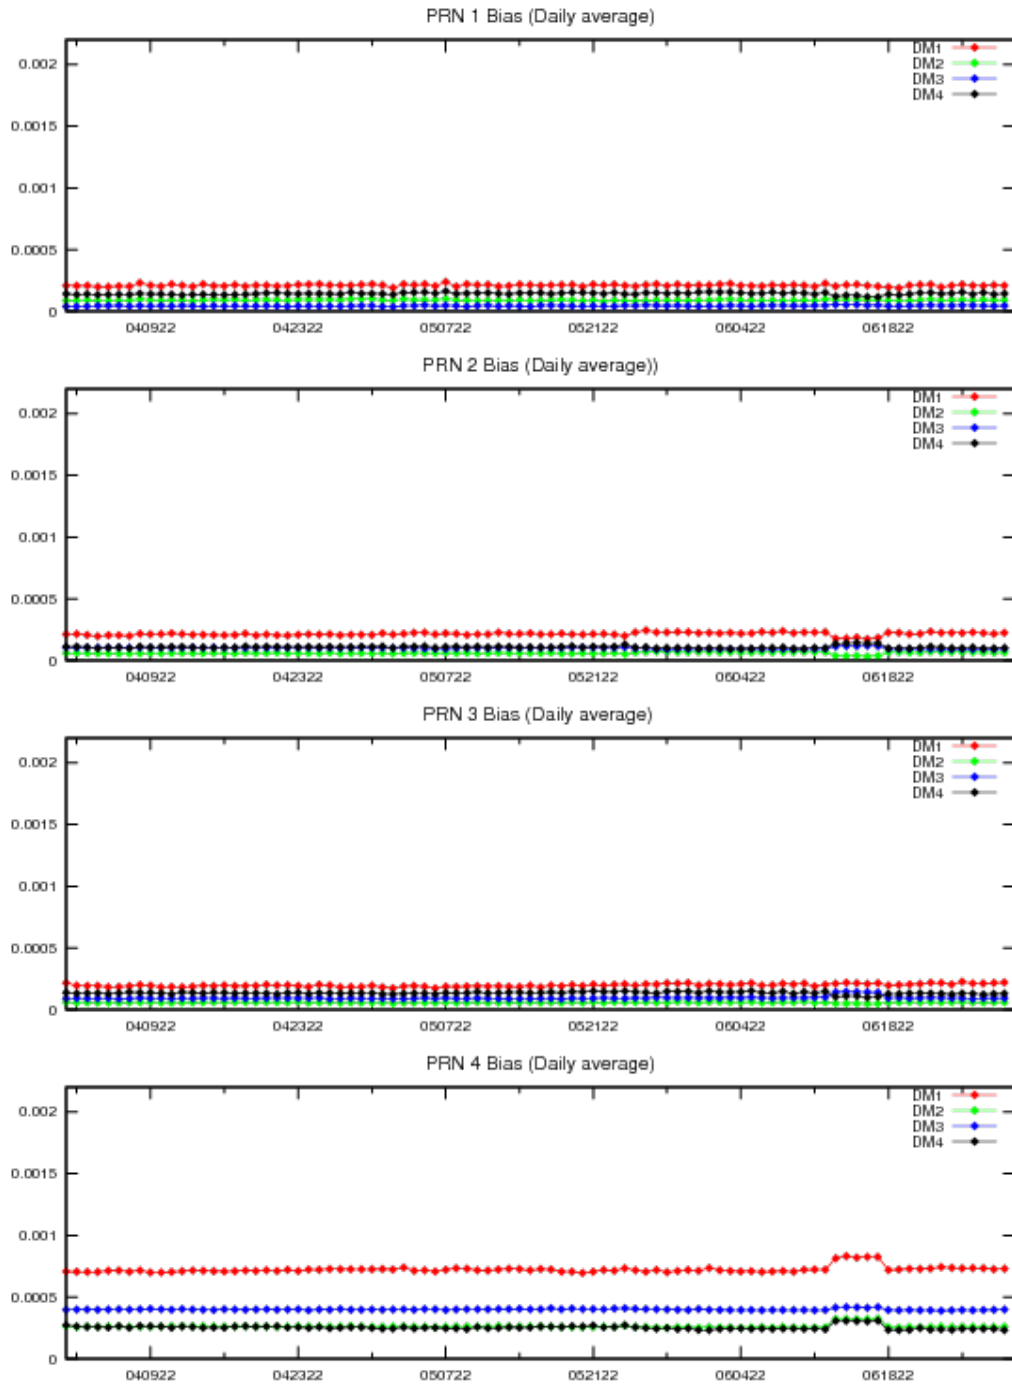 PRN 1 Bias (Daily average)
DM1
DM2
DM3
DM4
0.002
0.0015
0.001
0.0005
0
040922 042322 050722 052122 060422 061822
PRN 2 Bias (Daily average))
DM1
DM2
DM3
DM4
0.002
0.0015
0.001
0.0005
0
040922 042322 050722 052122 060422 061822
PRN 3 Bias (Daily average)
DM1
DM2
DM3
DM4
0.002
0.0015
0.001
0.0005
0
040922 042322 050722 052122 060422 061822
PRN 4 Bias (Daily average)
DM1
DM2
DM3
DM4
0.002
0.0015
0.001
0.0005
0
040922 042322 050722 052122 060422 061822